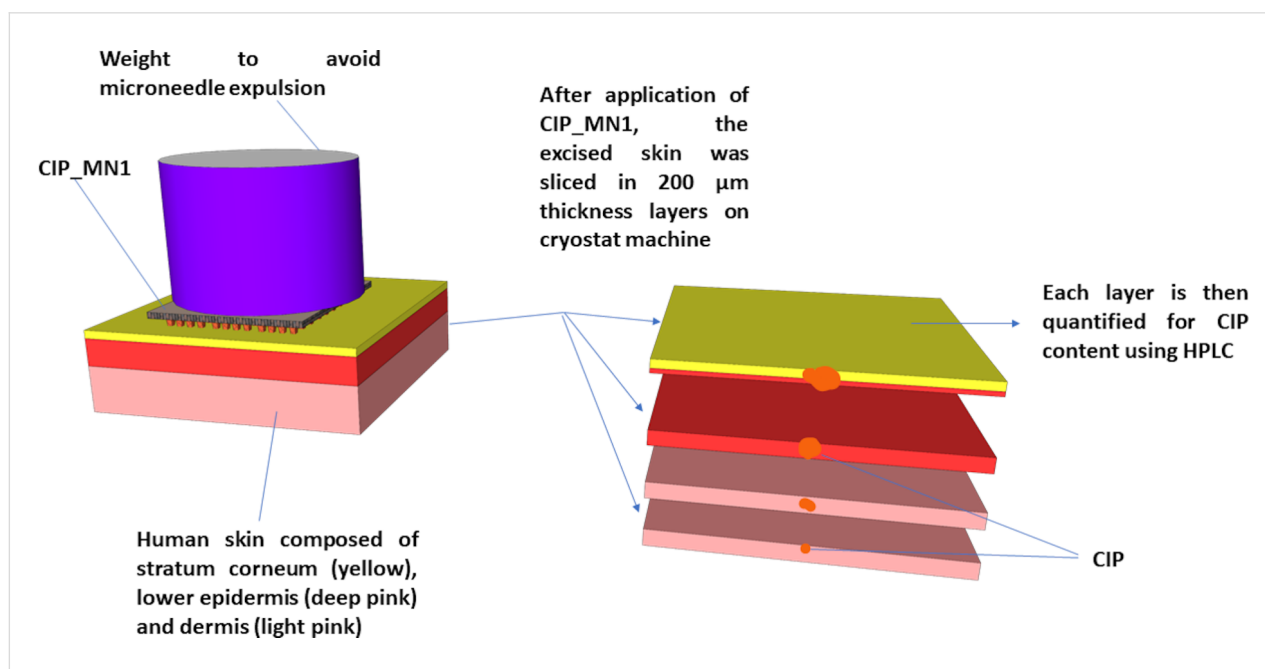 Weight to avoid
microneedle expulsion
CIP_MN1
After application of
CIP_MN1, the
excised skin was
sliced in 200 µm
thickness layers on
cryostat machine
Each layer is then
quantified for CIP
content using HPLC
Human skin composed of
stratum corneum (yellow),
lower epidermis (deep pink)
and dermis (light pink)
CIP